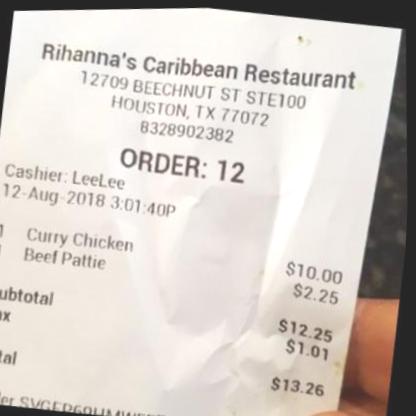 Rihanna's Caribbean Restaurant
12709 BEECHNUT ST STE100
HOUSTON, TX 77072
8328902382
ORDER: 12
Cashier: LeeLee
12-Aug-2018 3:01:40P
1 Curry Chicken $10.00
Beef Pattie $2.25
ubtotal $12.25
ax $1.01
tal $13.26